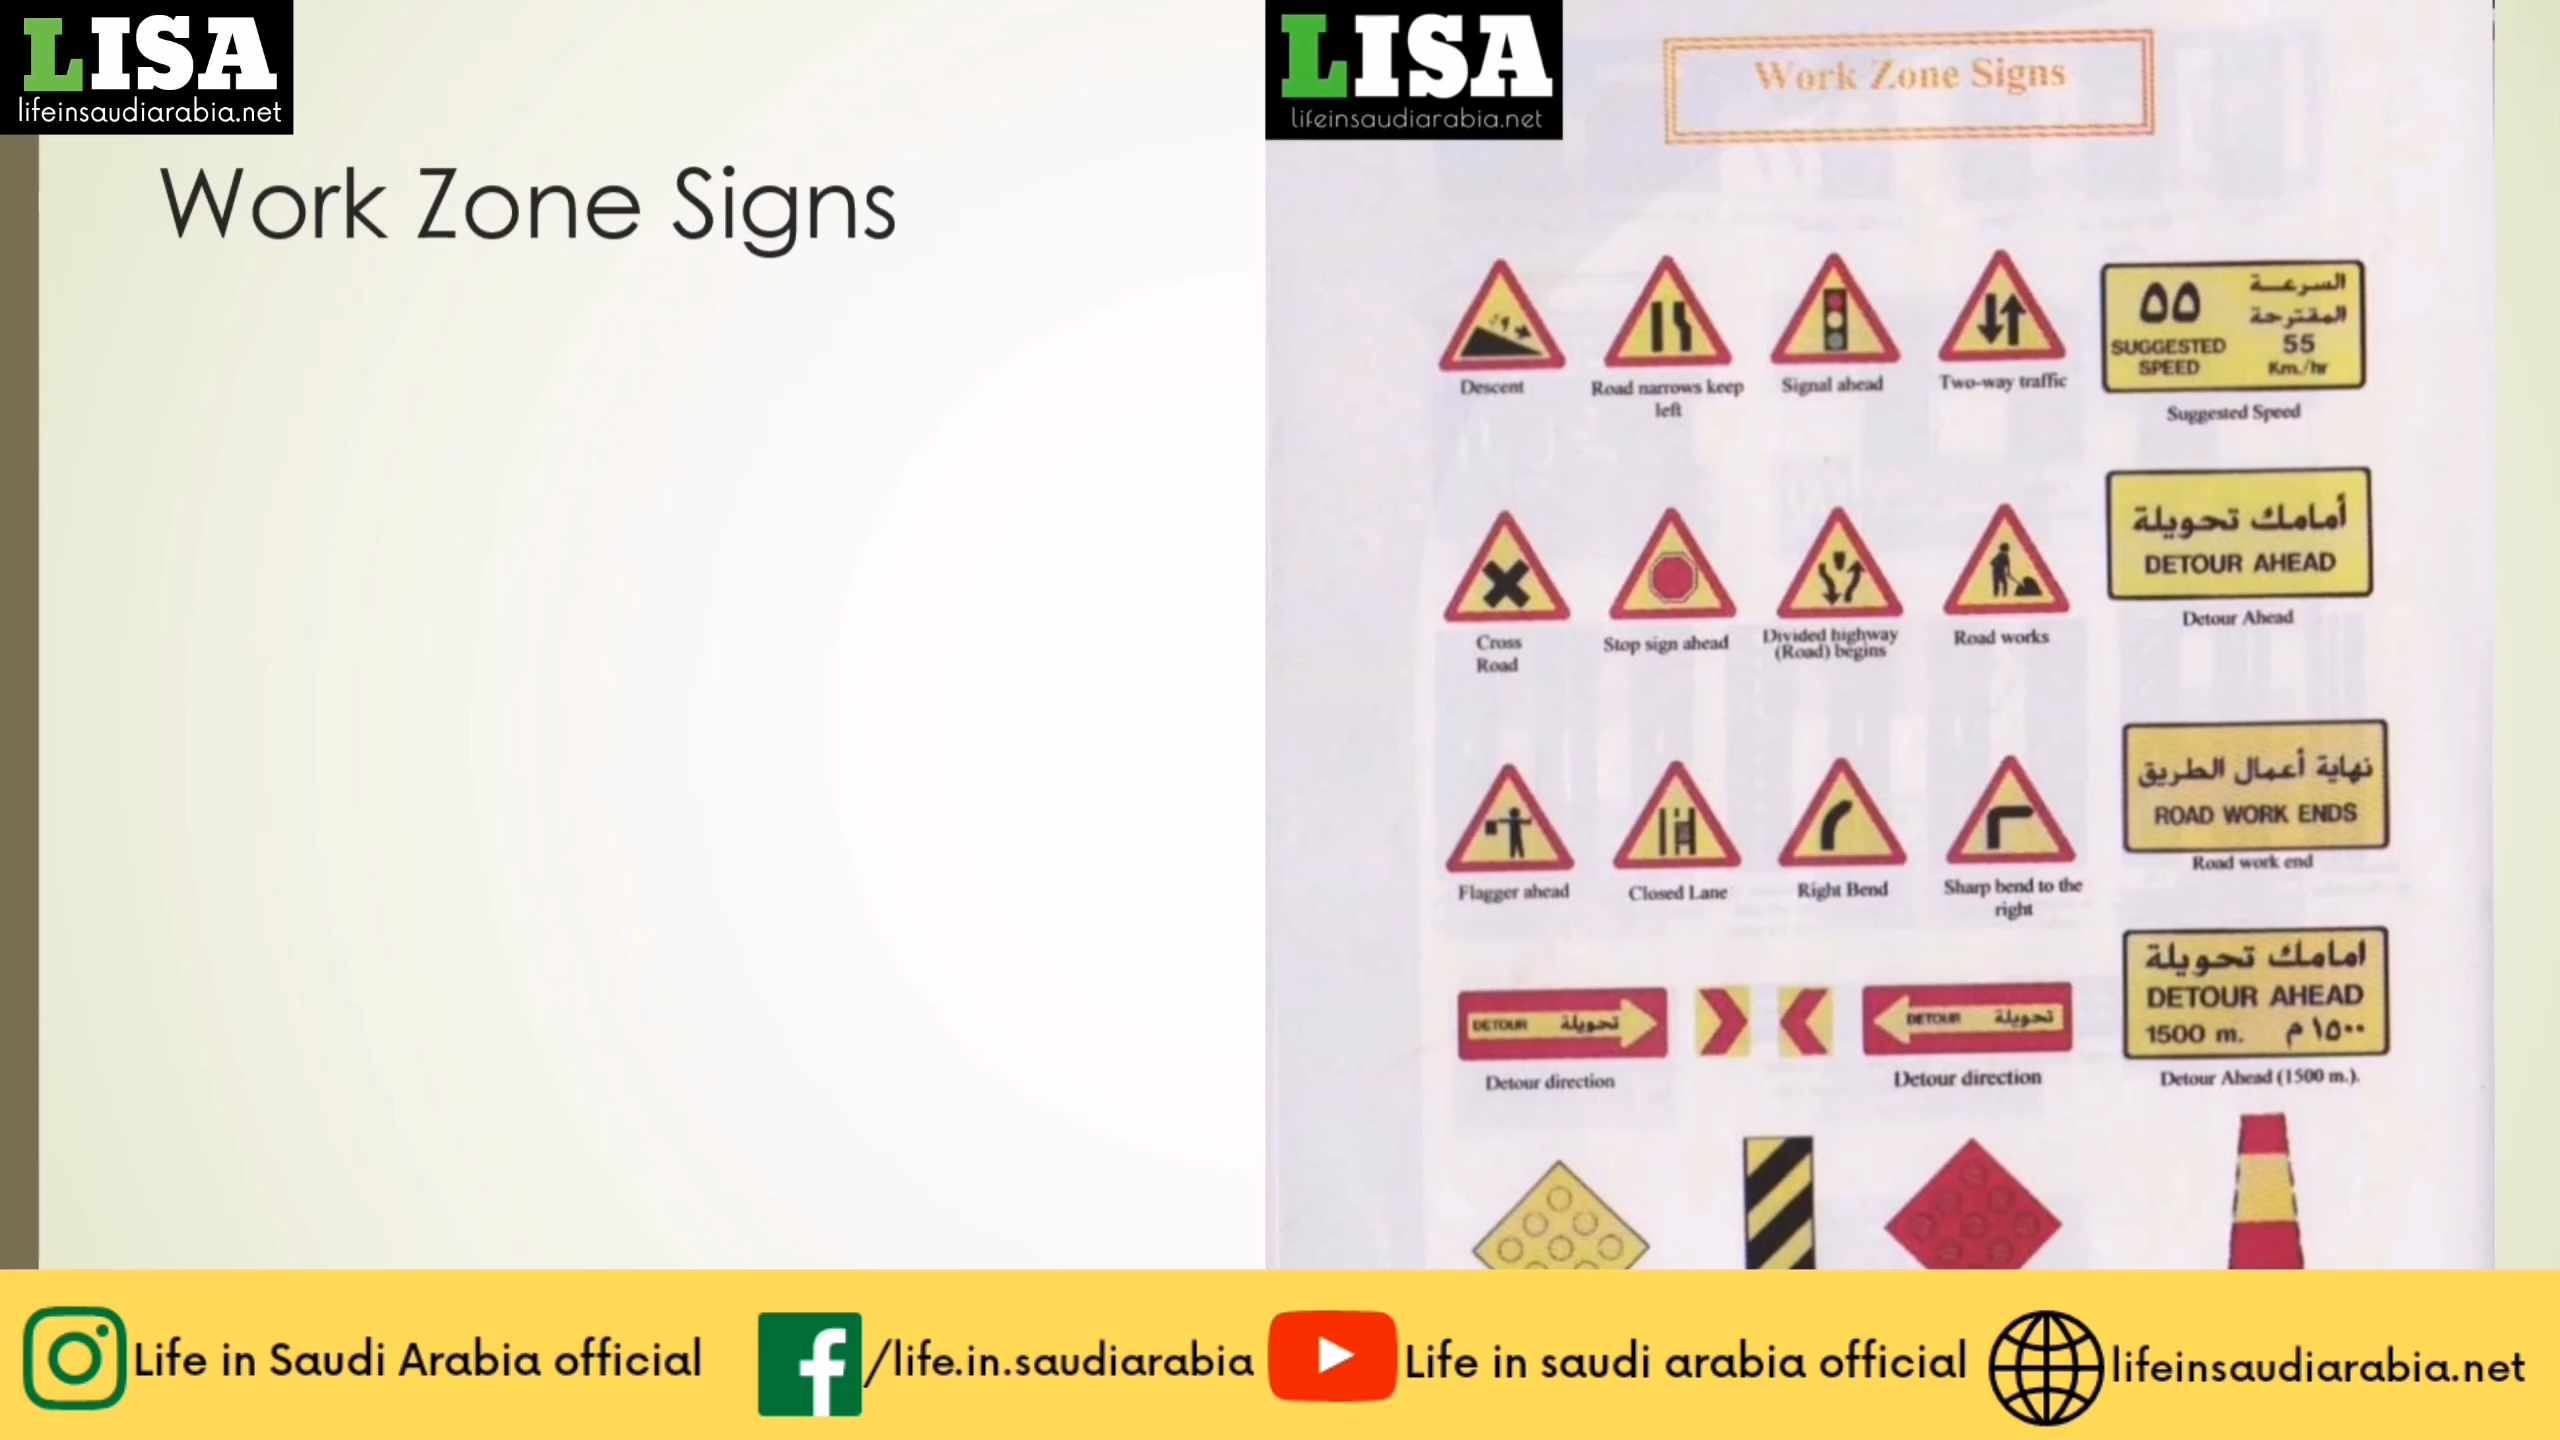 LISA
lifeinsaudiarabia.net
Work Zone Signs
LISA
lifeinsaudiarabia.net
Work Zone Signs
Descent
Road narrows keep
left
Signal ahead
Two-way traffic
٥٥
السرعة
المقترحة
SUGGESTED
SPEED
55
Km./hr
Suggested Speed
Cross
Road
Stop sign ahead
Divided highway
(Road) begins
Road works
أمامك تحويلة
DETOUR AHEAD
Detour Ahead
Flagger ahead
Closed Lane
Right Bend
Sharp bend to the
right
نهاية أعمال الطريق
ROAD WORK ENDS
Road work end
DETOUR تحويلة
Detour direction
DETOUR تحويلة
Detour direction
امامك تحويلة
DETOUR AHEAD
1500 m. ١٥٠٠ م
Detour Ahead (1500 m.).
Life in Saudi Arabia official
/life.in.saudiarabia
Life in saudi arabia official
lifeinsaudiarabia.net